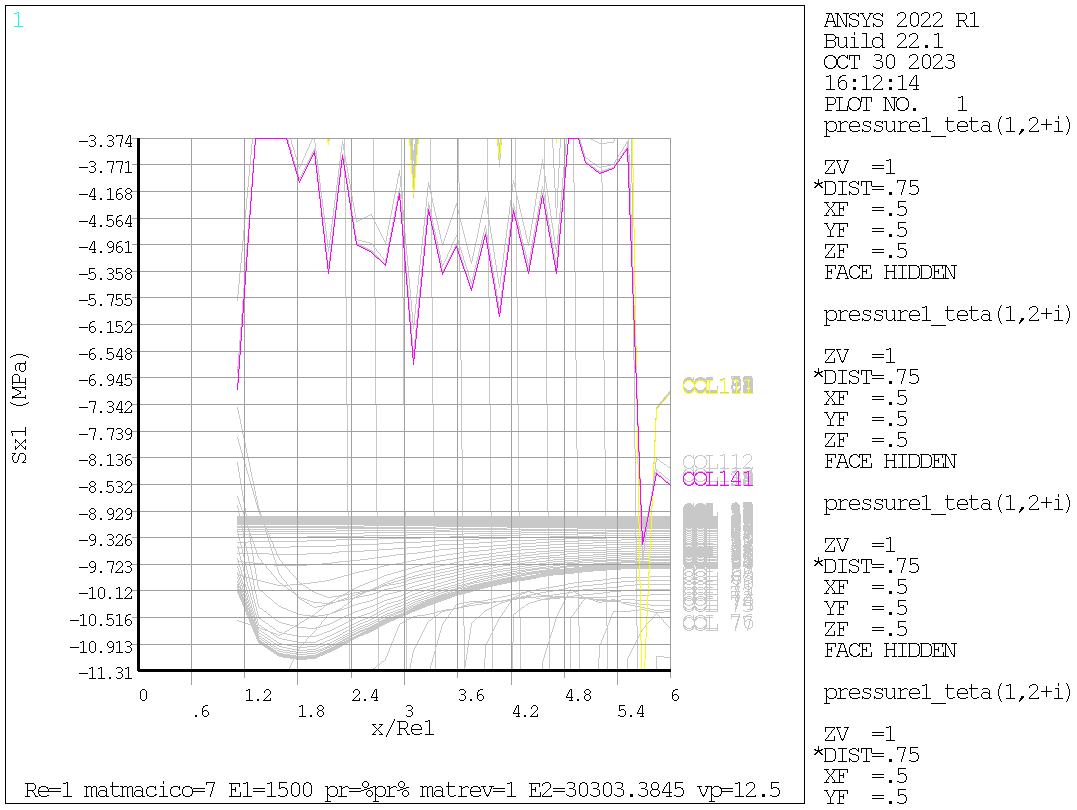 1
ANSYS 2022 R1
Build 22.1
OCT 30 2023
16:12:14
PLOT NO. 1
pressure1_teta(1,2+i)
ZV =1
*DIST=.75
XF =.5
YF =.5
ZF =.5
FACE HIDDEN
pressure1_teta(1,2+i)
ZV =1
*DIST=.75
XF =.5
YF =.5
ZF =.5
FACE HIDDEN
pressure1_teta(1,2+i)
ZV =1
*DIST=.75
XF =.5
YF =.5
ZF =.5
FACE HIDDEN
pressure1_teta(1,2+i)
ZV =1
*DIST=.75
XF =.5
YF =.5
-3.374
-3.771
-4.168
-4.564
-4.961
-5.358
-5.755
-6.152
-6.548
-6.945
-7.342
-7.739
-8.136
-8.532
-8.929
-9.326
-9.723
-10.12
-10.516
-10.913
-11.31
Sx1 (MPa)
COL112
COL141
COL 76
0 1.2 2.4 3.6 4.8 6
.6 1.8 3 4.2 5.4
x/Re1
Re=1 matmacico=7 E1=1500 pr=%pr% matrev=1 E2=30303.3845 vp=12.5